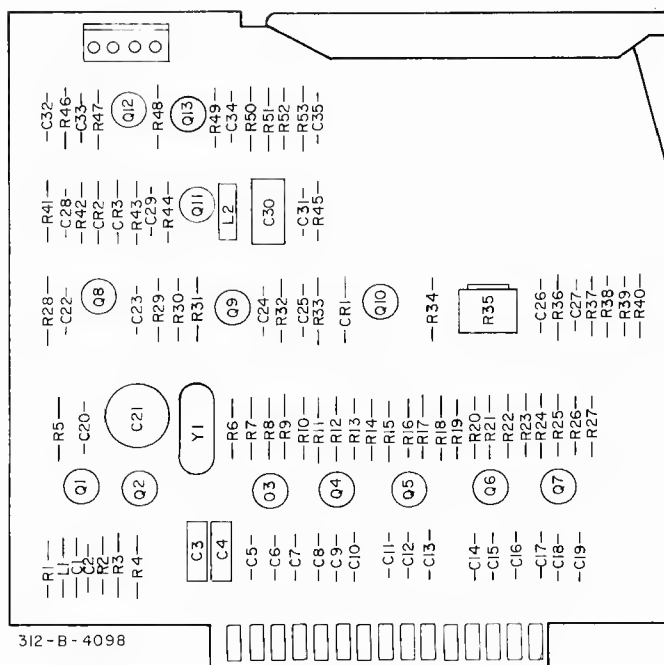 C32 R46 C33 R47 Q12 R48 Q13 R49 C34 R50 R51 R52 R53 C35
R41 C28 R42 CR2 CR3 R43 C29 R44 Q11 L2 C30 C31 R45
R28 C22 Q8 C23 R29 R30 R31 Q9 C24 R32 C25 R33 CR1 Q10 R34 R35 C26 R36 C27 R37 R38 R39 R40
R5 C20 C21 Y1 R6 R7 R8 R9 R10 R11 R12 R13 R14 R15 R16 R17 R18 R19 R20 R21 R22 R23 R24 R25 R26 R27
Q1 Q2 O3 Q4 Q5 Q6 Q7
R1 L1 C1 C2 R2 R3 R4 C3 C4 C5 C6 C7 C8 C9 C10 C11 C12 C13 C14 C15 C16 C17 C18 C19
312-B-4098